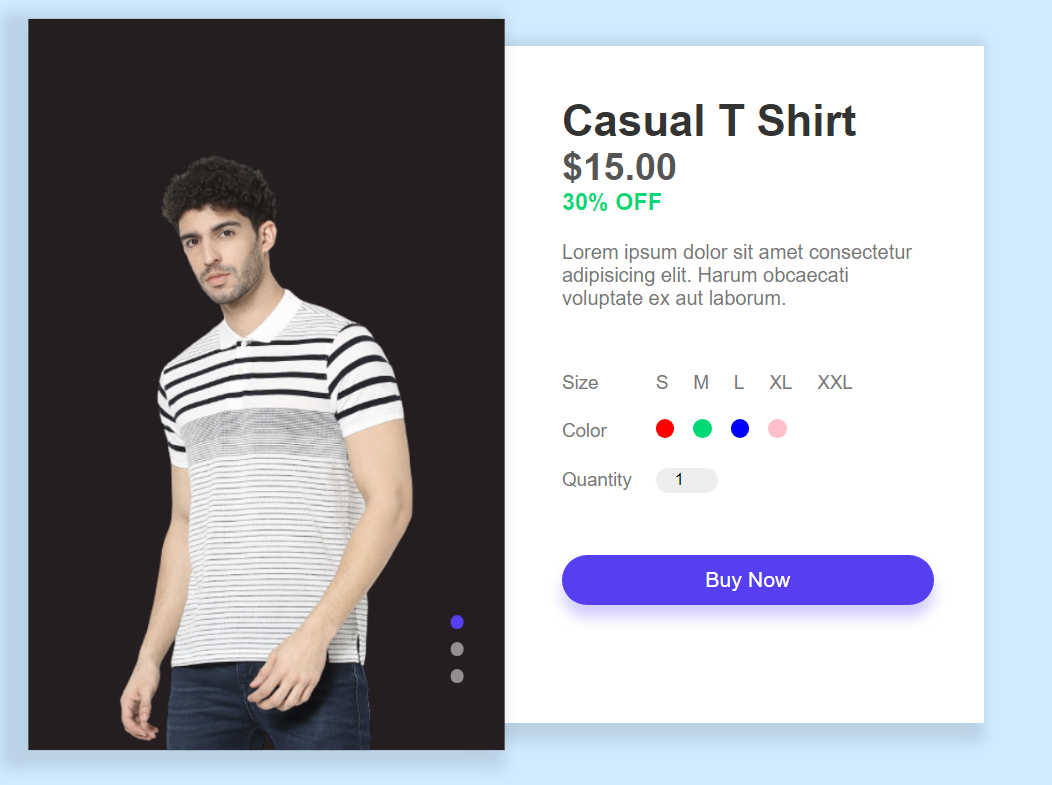 Casual T Shirt
$15.00
30% OFF
Lorem ipsum dolor sit amet consectetur
adipisicing elit. Harum obcaecati
voluptate ex aut laborum.
Size S M L XL XXL
Color
Quantity 1
Buy Now